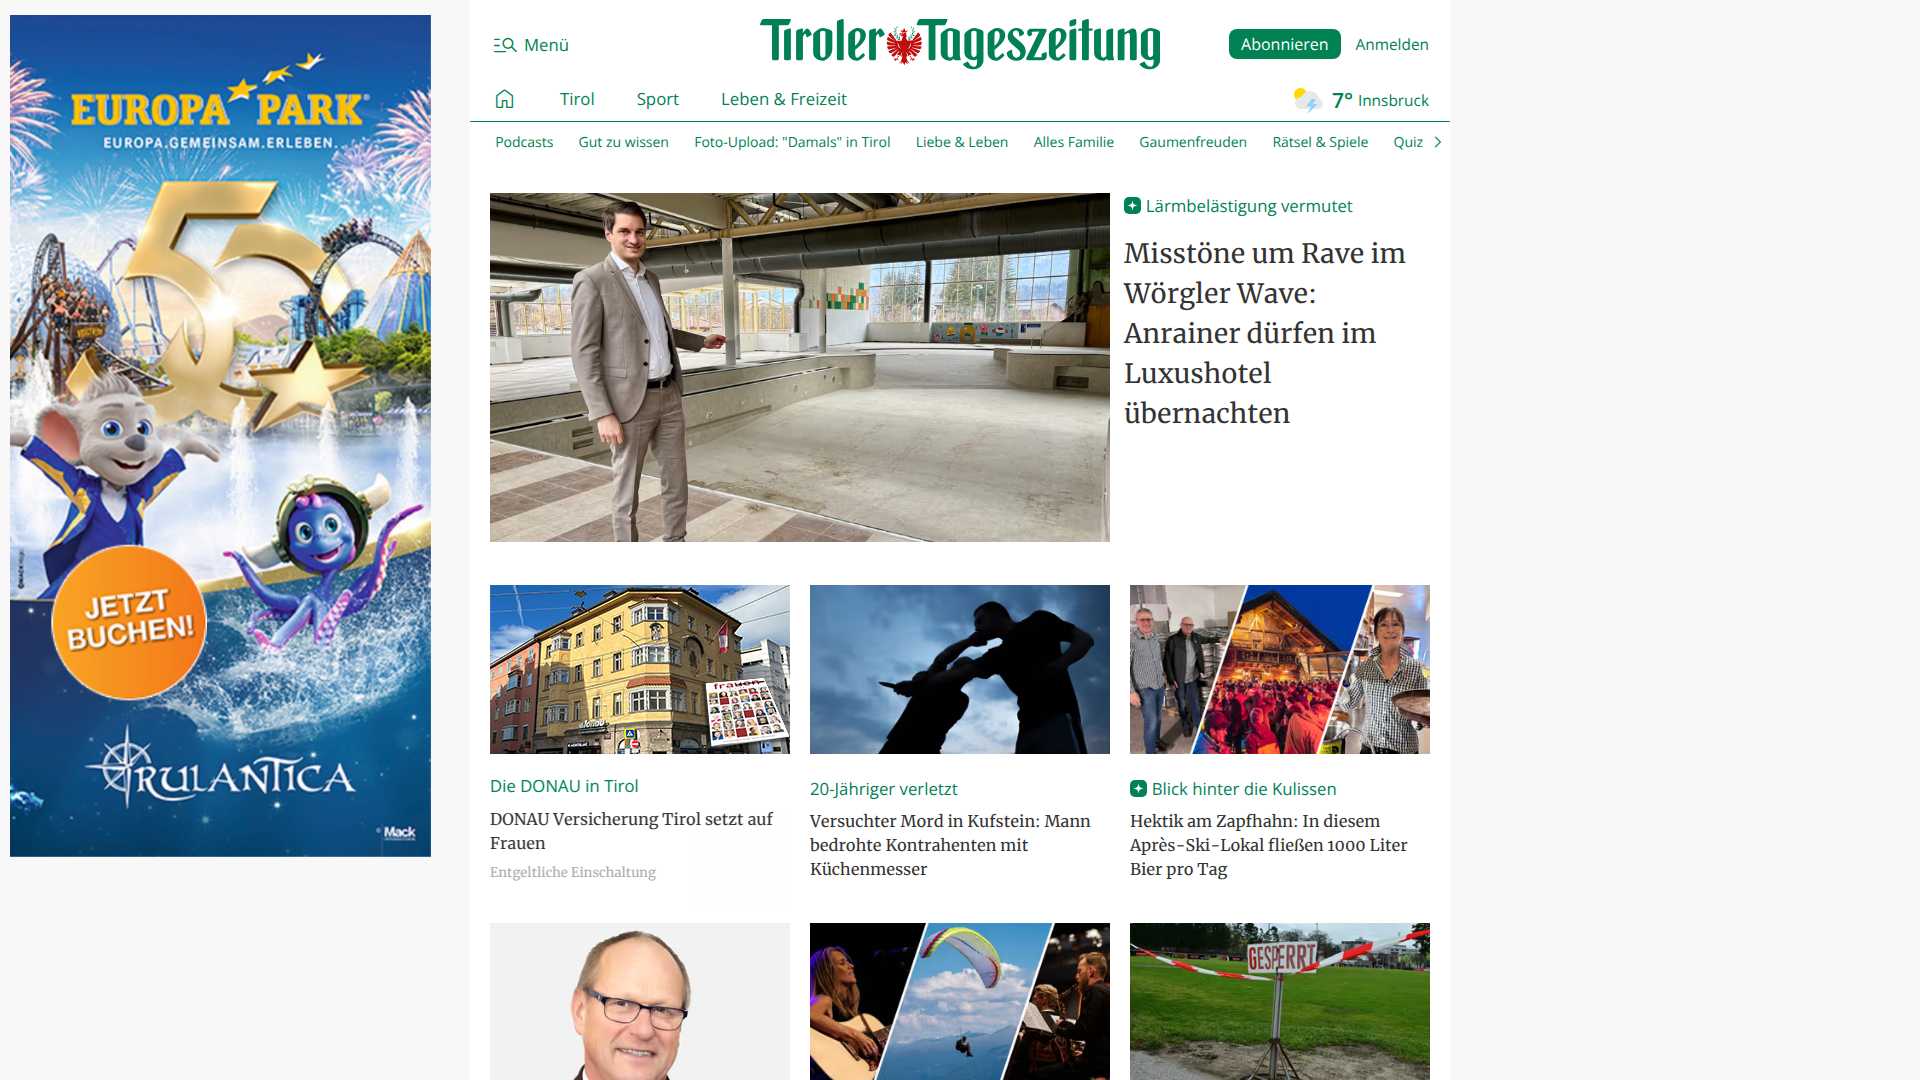 EUROPA PARK
EUROPA.GEMEINSAM.ERLEBEN.
50
JETZT
BUCHEN!
RULANTICA
Mack
Menü
Tiroler Tageszeitung
Abonnieren
Anmelden
Tirol
Sport
Leben & Freizeit
7° Innsbruck
Podcasts
Gut zu wissen
Foto-Upload: "Damals" in Tirol
Liebe & Leben
Alles Familie
Gaumenfreuden
Rätsel & Spiele
Quiz
Lärmbelästigung vermutet
Misstöne um Rave im
Wörgler Wave:
Anrainer dürfen im
Luxushotel
übernachten
frauen
DONAU
Die DONAU in Tirol
DONAU Versicherung Tirol setzt auf
Frauen
Entgeltliche Einschaltung
20-Jähriger verletzt
Versuchter Mord in Kufstein: Mann
bedrohte Kontrahenten mit
Küchenmesser
Blick hinter die Kulissen
Hektik am Zapfhahn: In diesem
Après-Ski-Lokal fließen 1000 Liter
Bier pro Tag
GESPERRT